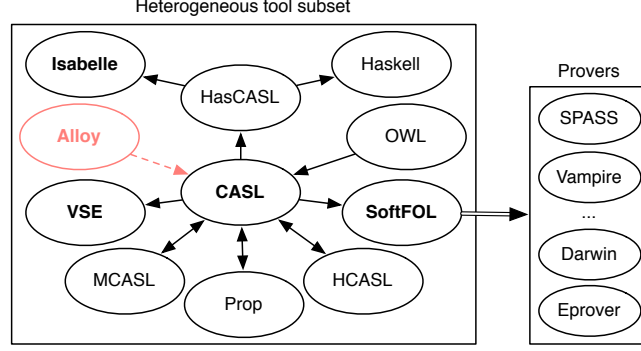 Heterogeneous tool subset
Isabelle
Haskell
HasCASL
Alloy
OWL
CASL
VSE
SoftFOL
MCASL
HCASL
Prop
Provers
SPASS
Vampire
...
Darwin
Eprover